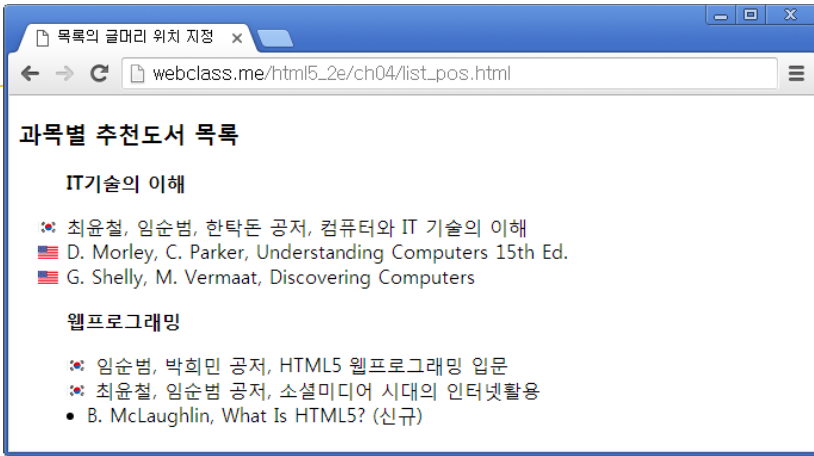 목록의 글머리 위치 지정
webclass.me/html5_2e/ch04/list_pos.html
과목별 추천도서 목록
IT기술의 이해
최윤철, 임순범, 한탁돈 공저, 컴퓨터와 IT 기술의 이해
D. Morley, C. Parker, Understanding Computers 15th Ed.
G. Shelly, M. Vermaat, Discovering Computers
웹프로그래밍
임순범, 박희민 공저, HTML5 웹프로그래밍 입문
최윤철, 임순범 공저, 소셜미디어 시대의 인터넷활용
B. McLaughlin, What Is HTML5? (신규)